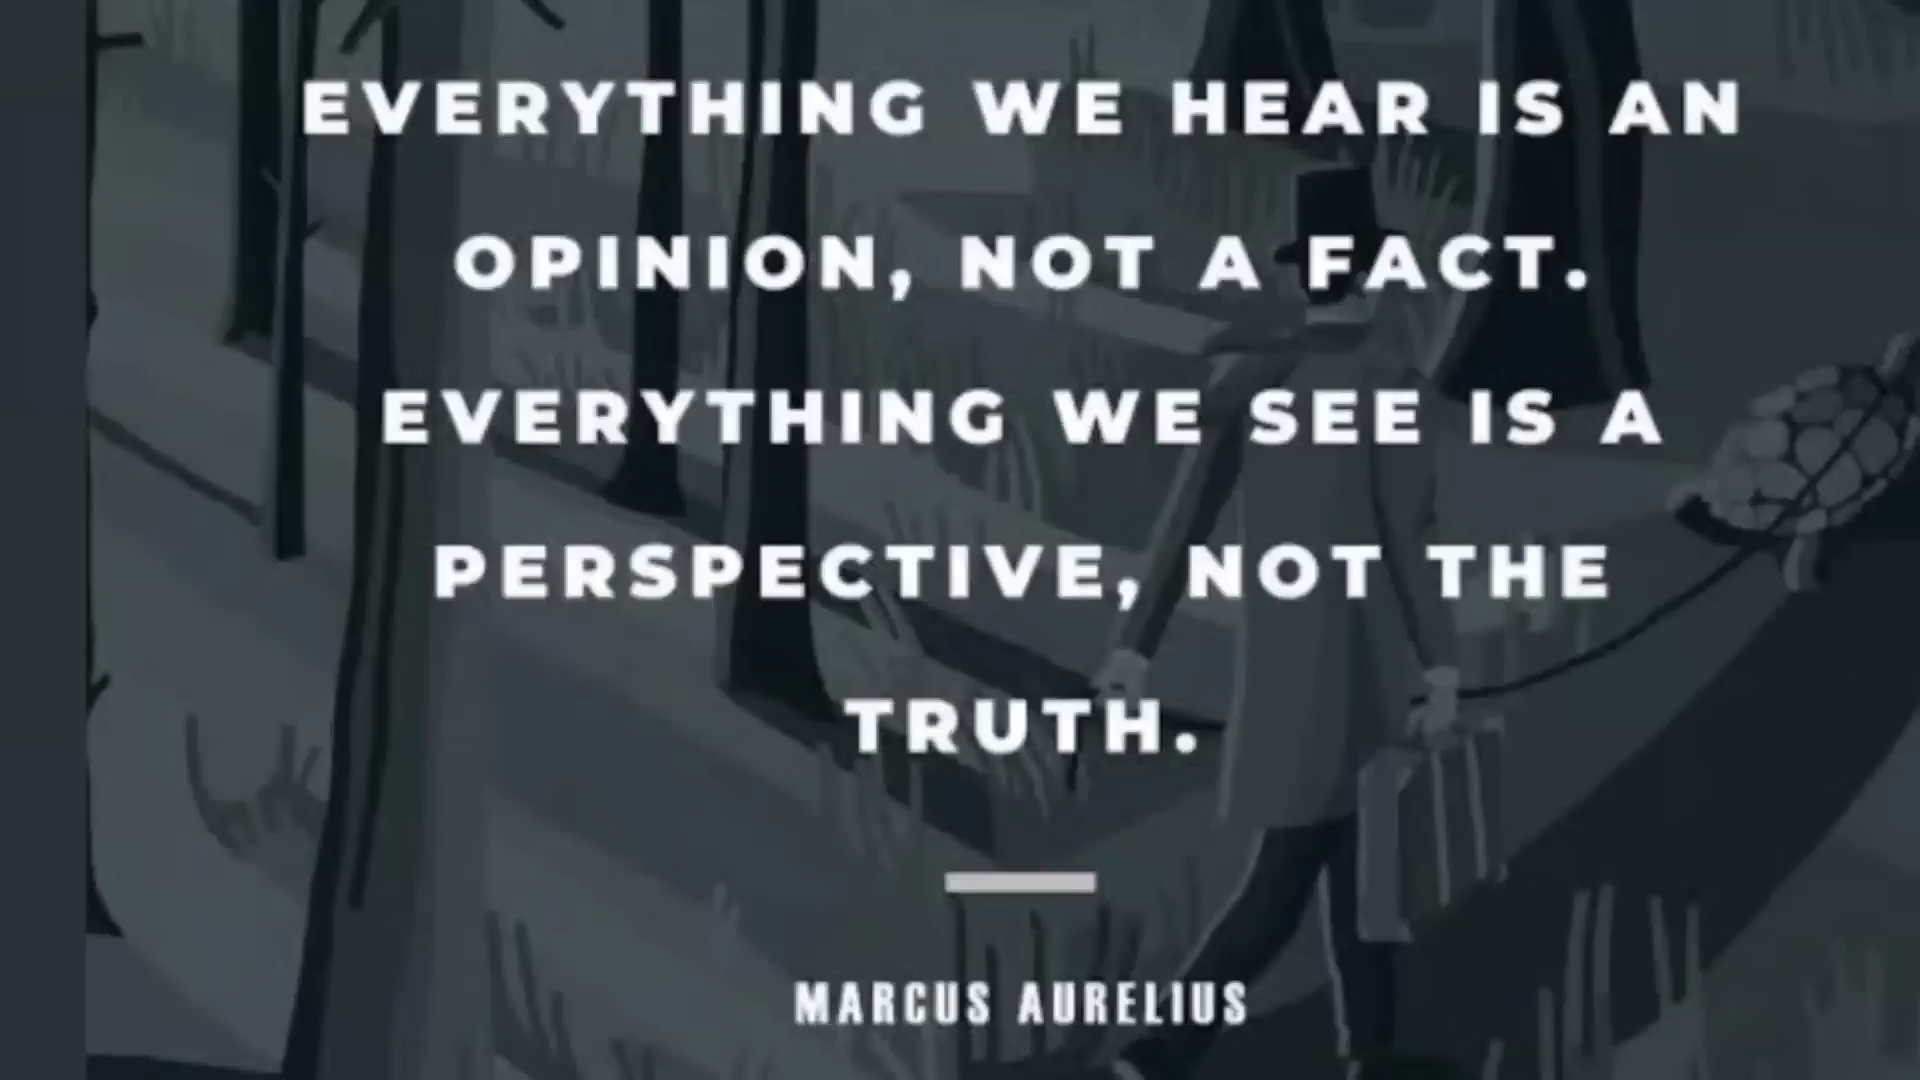 EVERYTHING WE HEAR IS AN
OPINION, NOT A FACT.
EVERYTHING WE SEE IS A
PERSPECTIVE, NOT THE
TRUTH.
MARCUS AURELIUS